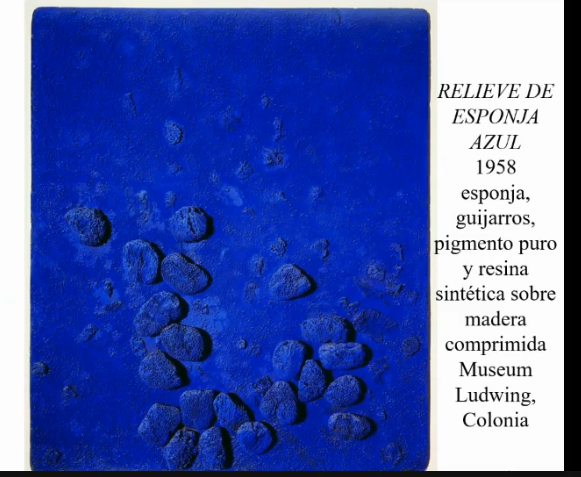 RELIEVE DE
ESPONJA
AZUL
1958
esponja,
guijarros,
pigmento puro
y resina
sintética sobre
madera
comprimida
Museum
Ludwing,
Colonia